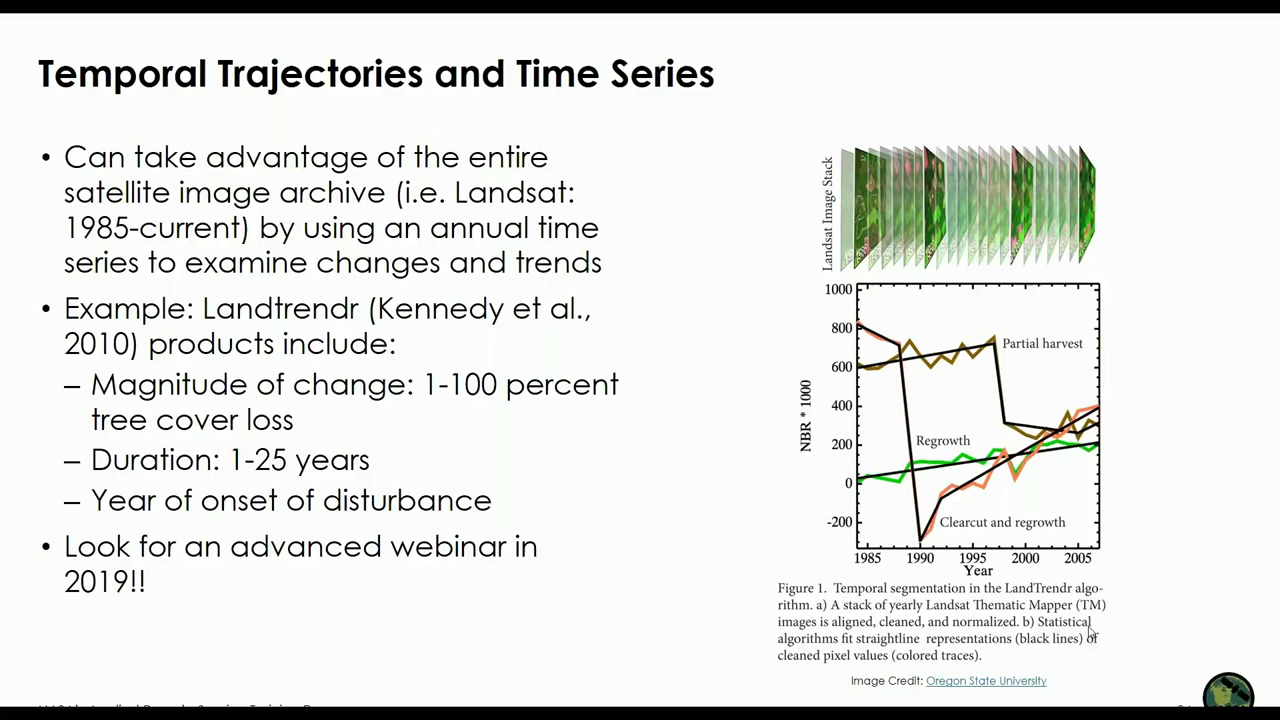 Temporal Trajectories and Time Series
• Can take advantage of the entire
satellite image archive (i.e. Landsat:
1985-current) by using an annual time
series to examine changes and trends
• Example: Landtrendr (Kennedy et al.,
2010) products include:
– Magnitude of change: 1-100 percent
tree cover loss
– Duration: 1-25 years
– Year of onset of disturbance
• Look for an advanced webinar in
2019!!
Landsat Image Stack
1000
800
600
400
200
0
-200
NBR * 1000
Partial harvest
Regrowth
Clearcut and regrowth
1985 1990 1995 2000 2005
Year
Figure 1. Temporal segmentation in the LandTrendr algo-
rithm. a) A stack of yearly Landsat Thematic Mapper (TM)
images is aligned, cleaned, and normalized. b) Statistical
algorithms fit straightline representations (black lines) of
cleaned pixel values (colored traces).
Image Credit: Oregon State University